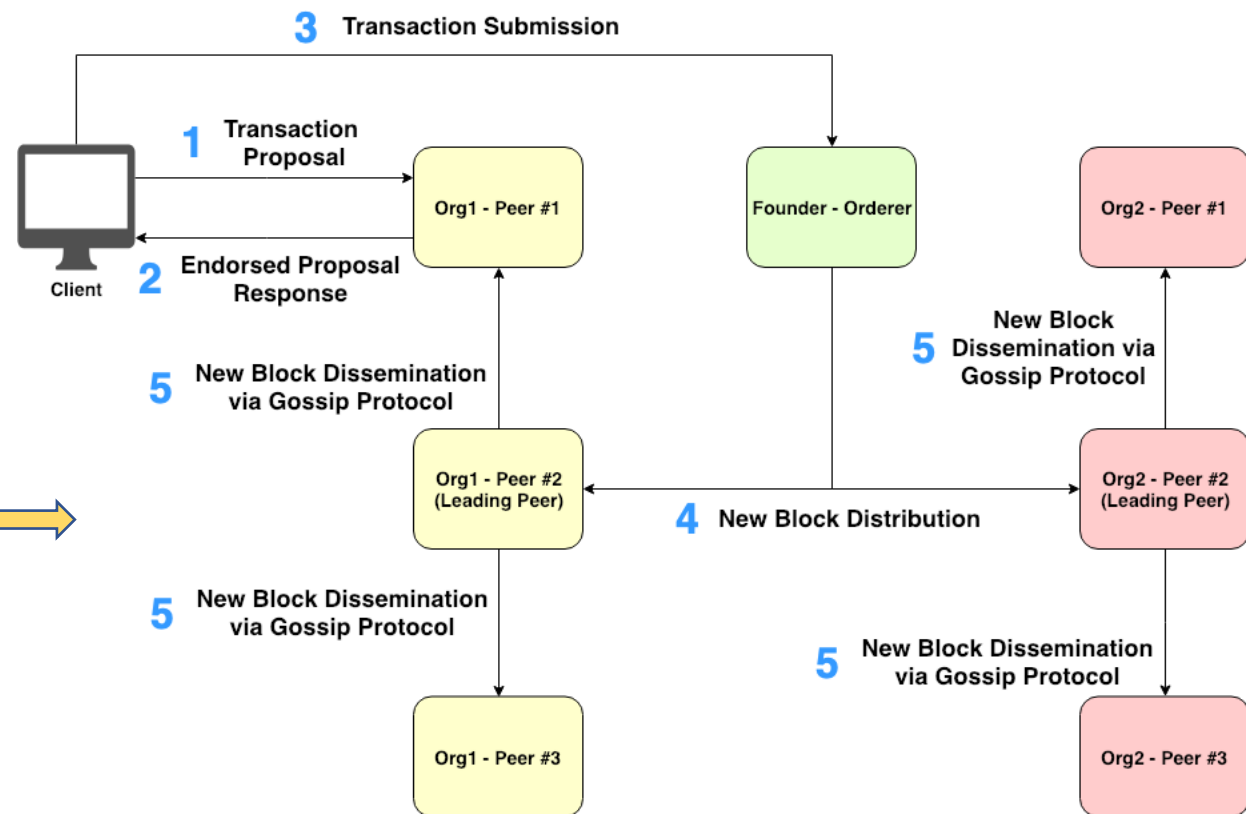 3 Transaction Submission
1 Transaction
Proposal
Org1 - Peer #1
Founder - Orderer
Org2 - Peer #1
Client
2 Endorsed Proposal
Response
5 New Block Dissemination
via Gossip Protocol
5 New Block
Dissemination via
Gossip Protocol
Org1 - Peer #2
(Leading Peer)
4 New Block Distribution
Org2 - Peer #2
(Leading Peer)
5 New Block Dissemination
via Gossip Protocol
5 New Block Dissemination
via Gossip Protocol
Org1 - Peer #3
Org2 - Peer #3